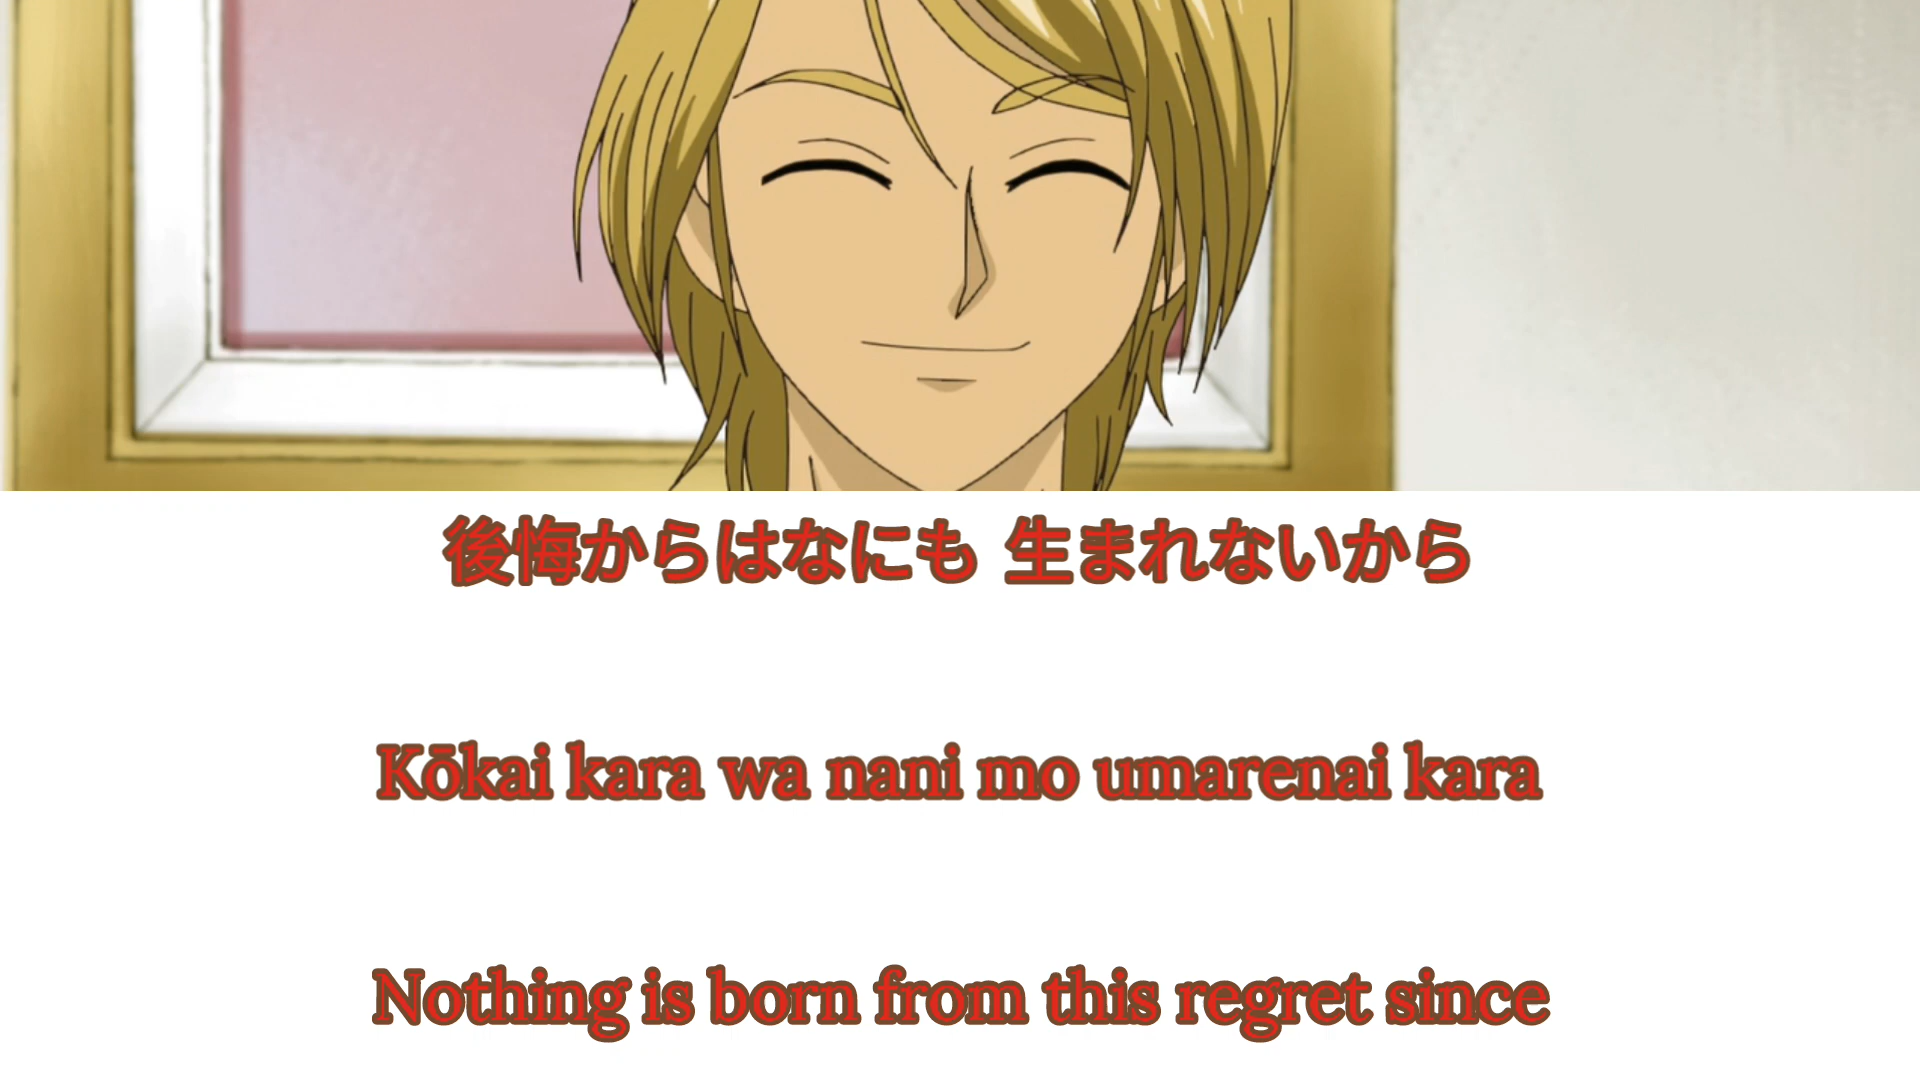 後悔からはなにも 生まれないから
Kōkai kara wa nani mo umarenai kara
Nothing is born from this regret since